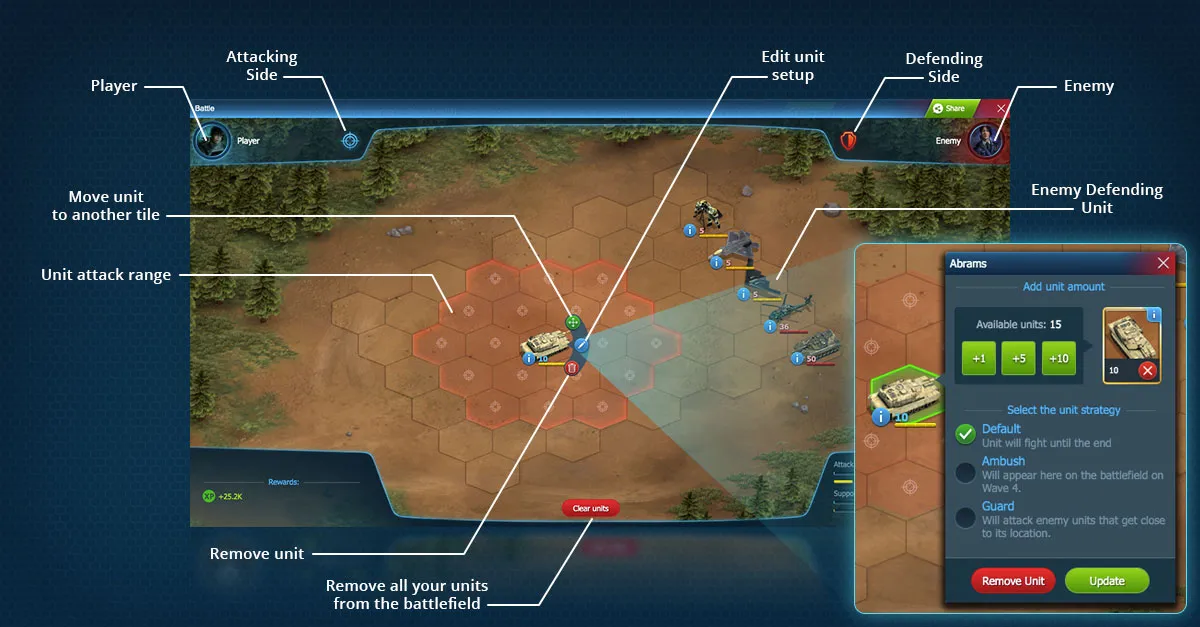 Attacking
Side
Edit unit
setup
Defending
Side
Player
Enemy
Battle
Share
Player
Enemy
Move unit
to another tile
Enemy Defending
Unit
Unit attack range
5
5
5
36
50
10
Rewards:
XP +25.2K
Attack
Suppo
Clear units
Remove unit
Remove all your units
from the battlefield
10
Abrams
Add unit amount
Available units: 15
+1
+5
+10
10
Select the unit strategy
Default
Unit will fight until the end
Ambush
Will appear here on the battlefield on
Wave 4.
Guard
Will attack enemy units that get close
to its location.
Remove Unit
Update